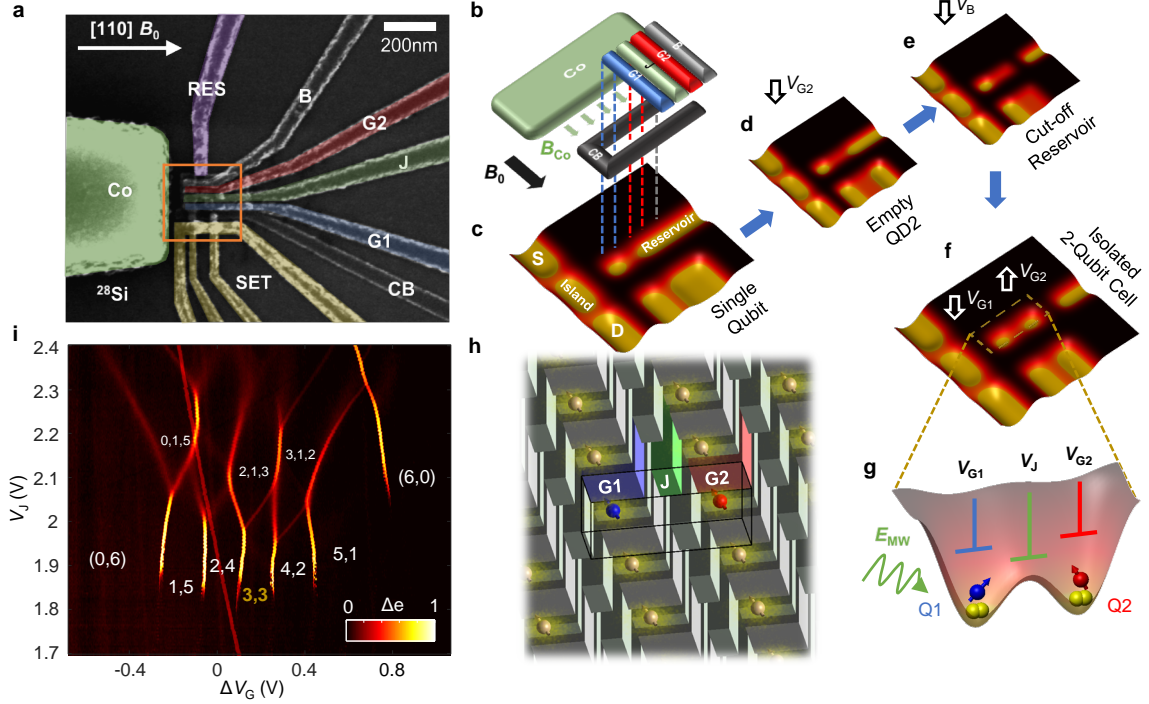 a
[110] B0
200nm
RES
B
G2
J
Co
G1
SET
28Si
CB
b
Co
G1
J
G2
B
BCo
CB
B0
c
S
Island
D
Reservoir
Single
Qubit
d
VG2
Empty
QD2
e
VB
Cut-off
Reservoir
f
VG1
VG2
Isolated
2-Qubit Cell
g
VG1
VJ
VG2
EMW
Q1
Q2
h
G1
J
G2
i
VJ (V)
2.4
2.3
2.2
2.1
2
1.9
1.8
1.7
0,1,5
2,1,3
3,1,2
(6,0)
(0,6)
1,5
2,4
3,3
4,2
5,1
0 Δe 1
-0.4 0 0.4 0.8
ΔVG (V)